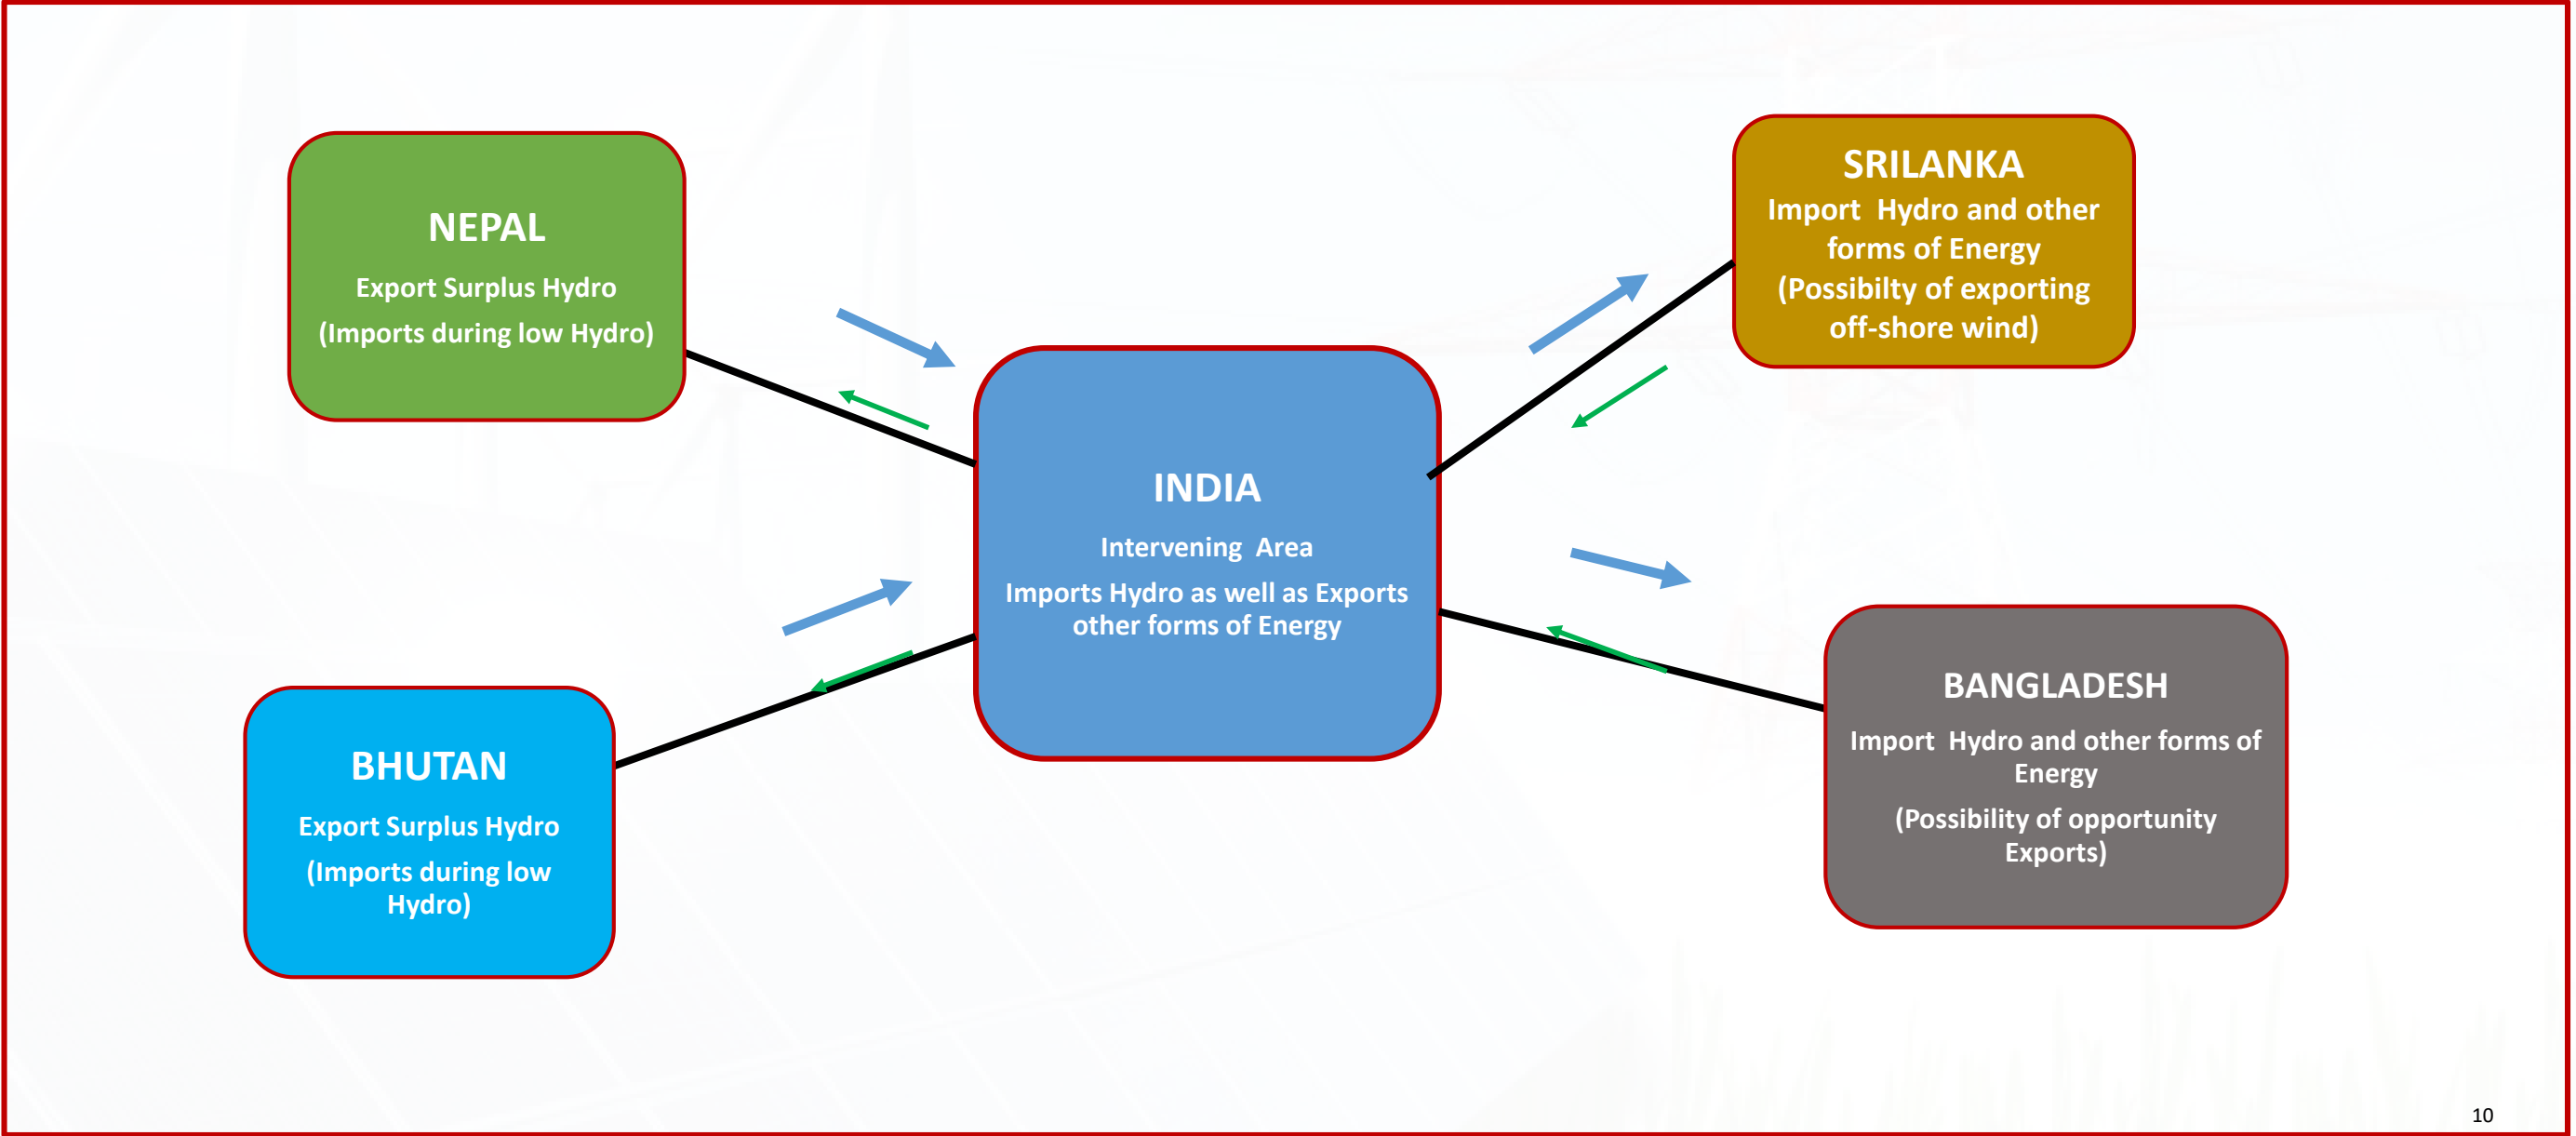 NEPAL
Export Surplus Hydro
(Imports during low Hydro)
SRILANKA
Import Hydro and other
forms of Energy
(Possibilty of exporting
off-shore wind)
INDIA
Intervening Area
Imports Hydro as well as Exports
other forms of Energy
BHUTAN
Export Surplus Hydro
(Imports during low
Hydro)
BANGLADESH
Import Hydro and other forms of
Energy
(Possibility of opportunity
Exports)
10